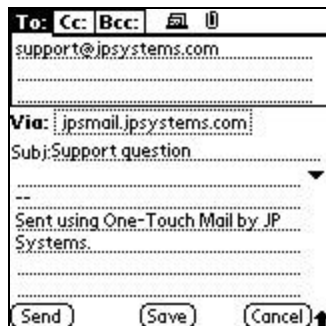 To: Cc: Bcc:
support@jpsystems.com
Via: jpsmail.jpsystems.com
Subj:Support question
--
Sent using One-Touch Mail by JP
Systems.
Send Save Cancel